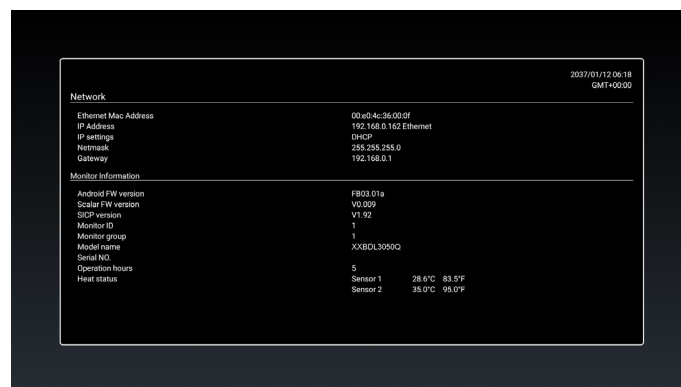 2037/01/12 06:18
GMT+00:00
Network
Ethernet Mac Address 00:e0:4c:36:00:0f
IP Address 192.168.0.162 Ethernet
IP settings DHCP
Netmask 255.255.255.0
Gateway 192.168.0.1
Monitor Information
Android FW version FB03.01a
Scalar FW version V0.009
SICP version V1.92
Monitor ID 1
Monitor group 1
Model name XXBDL3050Q
Serial NO.
Operation hours 5
Heat status Sensor 1 28.6°C 83.5°F
Sensor 2 35.0°C 95.0°F